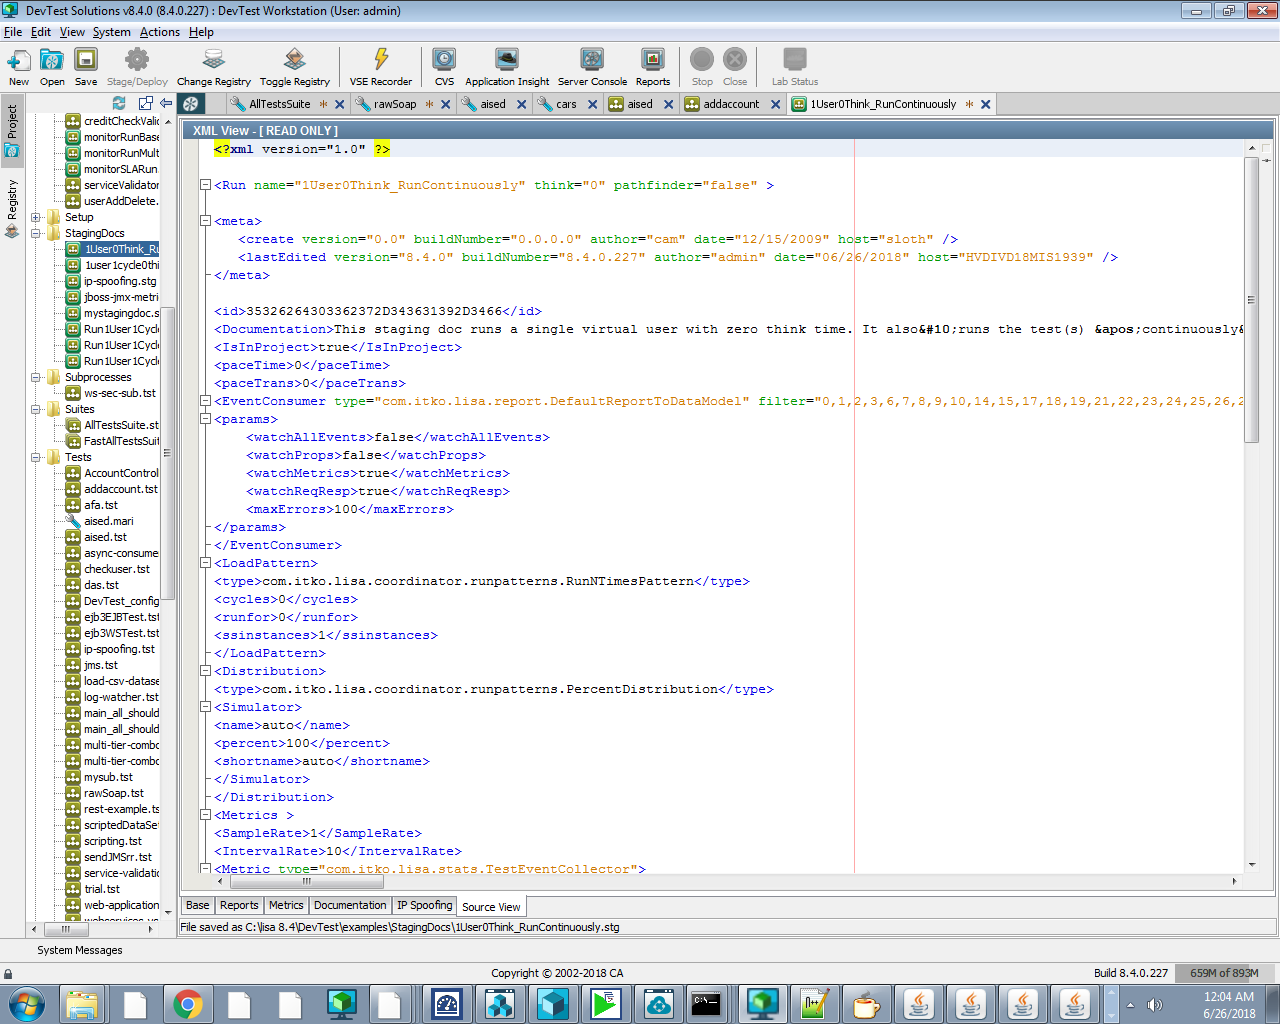 DevTest Solutions v8.4.0 (8.4.0.227) : DevTest Workstation (User: admin)
File Edit View System Actions Help
New Open Save Stage/Deploy Change Registry Toggle Registry VSE Recorder CVS Application Insight Server Console Reports Stop Close Lab Status
AllTestsSuite * rawSoap * aised cars aised addaccount 1User0Think_RunContinuously *
Project
Registry
creditCheckValid
monitorRunBase
monitorRunMult
monitorSLARun.
serviceValidator
userAddDelete.
Setup
StagingDocs
1User0Think_Ru
1user1cycle0thi
ip-spoofing.stg
jboss-jmx-metri
mystagingdoc.s
Run1User1Cycl
Run1User1Cycl
Run1User1Cycl
Subprocesses
ws-sec-sub.tst
Suites
AllTestsSuite.st
FastAllTestsSuit
Tests
AccountControl
addaccount.tst
afa.tst
aised.mari
aised.tst
async-consume
checkuser.tst
das.tst
DevTest_config
ejb3EJBTest.tst
ejb3WSTest.tst
ip-spoofing.tst
jms.tst
load-csv-datase
log-watcher.tst
main_all_should
main_all_should
multi-tier-combo
multi-tier-combo
mysub.tst
rawSoap.tst
rest-example.ts
scriptedDataSe
scripting.tst
sendJMSrr.tst
service-validatio
trial.tst
web-application
webservices-ve
XML View - [ READ ONLY ]
<?xml version="1.0" ?>
<Run name="1User0Think_RunContinuously" think="0" pathfinder="false" >
<meta>
<create version="0.0" buildNumber="0.0.0.0" author="cam" date="12/15/2009" host="sloth" />
<lastEdited version="8.4.0" buildNumber="8.4.0.227" author="admin" date="06/26/2018" host="HVDIVD18MIS1939" />
</meta>
<id>35326264303362372D343631392D3466</id>
<Documentation>This staging doc runs a single virtual user with zero think time. It also&#10;runs the test(s) &apos;continuously&
<IsInProject>true</IsInProject>
<paceTime>0</paceTime>
<paceTrans>0</paceTrans>
<EventConsumer type="com.itko.lisa.report.DefaultReportToDataModel" filter="0,1,2,3,6,7,8,9,10,14,15,17,18,19,21,22,23,24,25,26,2
<params>
<watchAllEvents>false</watchAllEvents>
<watchProps>false</watchProps>
<watchMetrics>true</watchMetrics>
<watchReqResp>true</watchReqResp>
<maxErrors>100</maxErrors>
</params>
</EventConsumer>
<LoadPattern>
<type>com.itko.lisa.coordinator.runpatterns.RunNTimesPattern</type>
<cycles>0</cycles>
<runfor>0</runfor>
<ssinstances>1</ssinstances>
</LoadPattern>
<Distribution>
<type>com.itko.lisa.coordinator.runpatterns.PercentDistribution</type>
<Simulator>
<name>auto</name>
<percent>100</percent>
<shortname>auto</shortname>
</Simulator>
</Distribution>
<Metrics >
<SampleRate>1</SampleRate>
<IntervalRate>10</IntervalRate>
<Metric type="com.itko.lisa.stats.TestEventCollector">
Base Reports Metrics Documentation IP Spoofing Source View
File saved as C:\lisa 8.4\DevTest\examples\StagingDocs\1User0Think_RunContinuously.stg
System Messages
Copyright © 2002-2018 CA
Build 8.4.0.227
659M of 893M
12:04 AM
6/26/2018